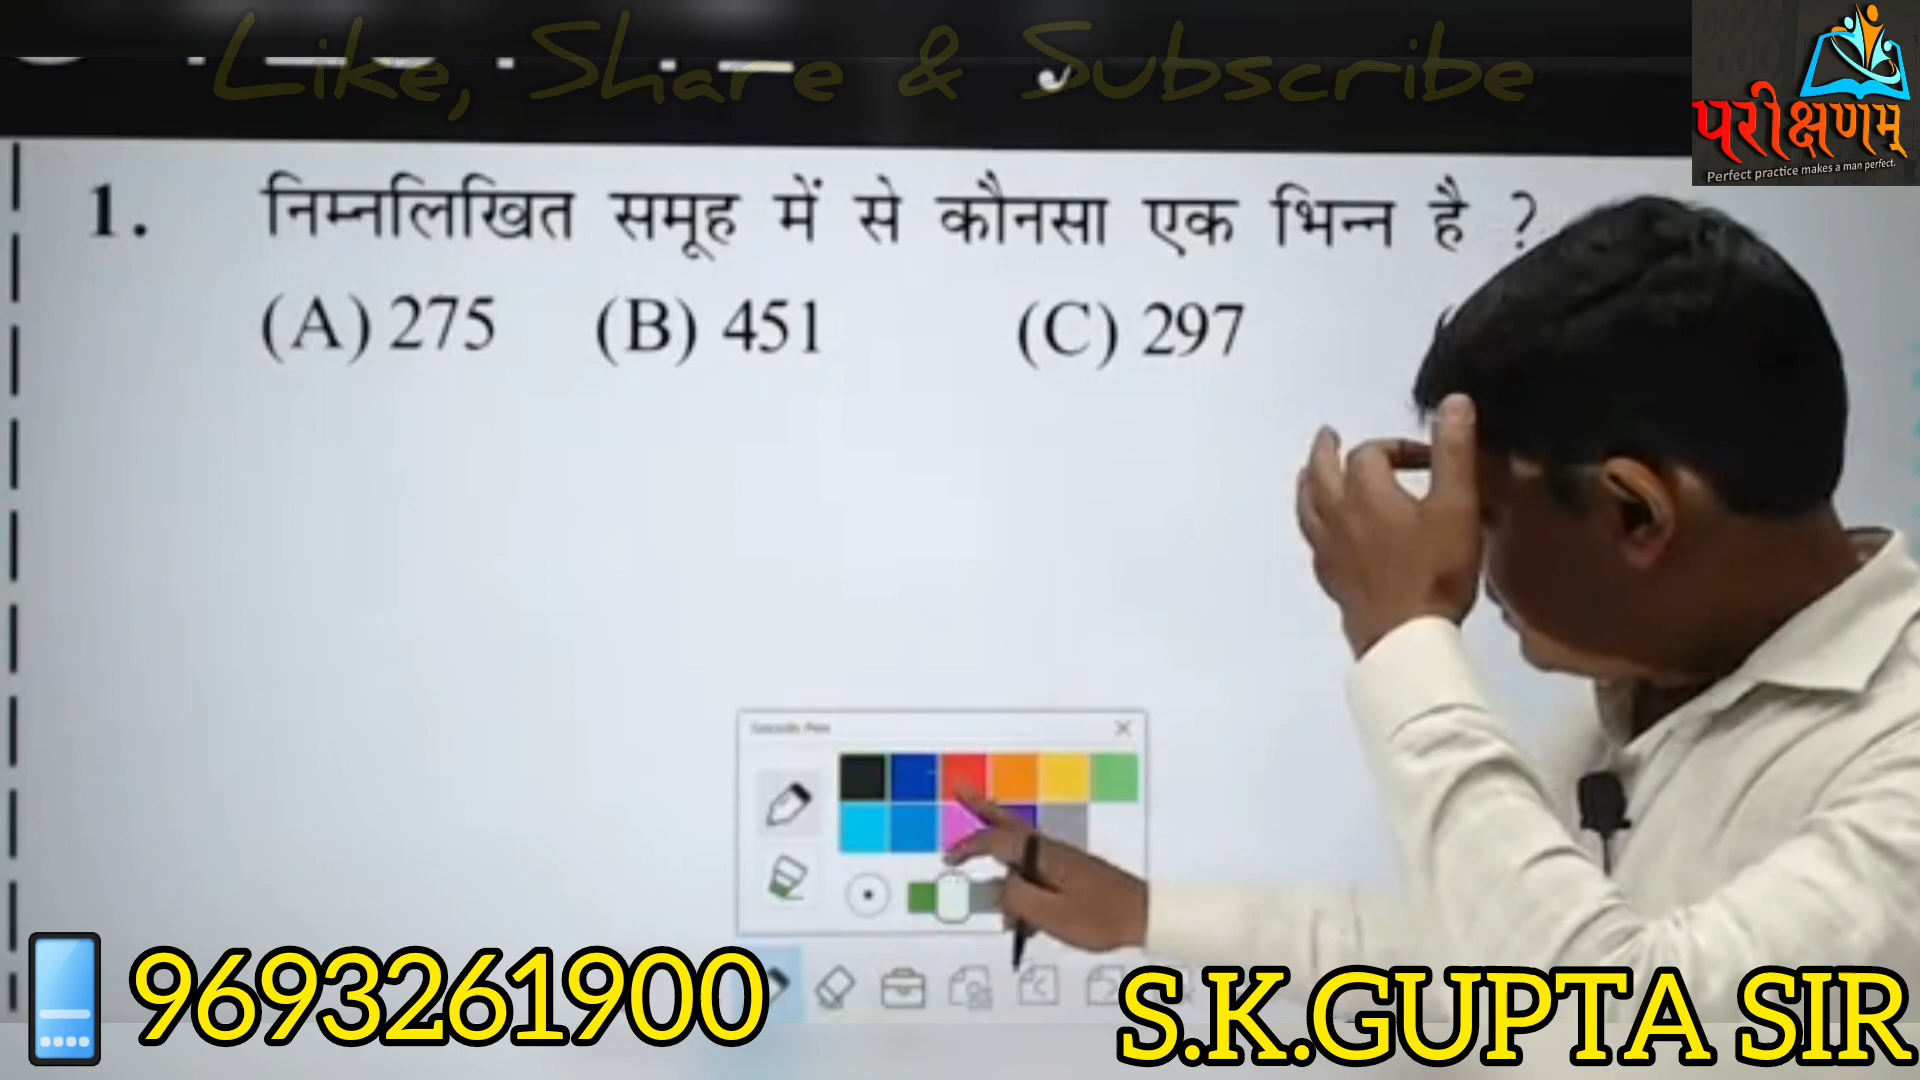 Like, Share & Subscribe
परीक्षणम्
Perfect practice makes a man perfect.
1. निम्नलिखित समूह में से कौनसा एक भिन्न है ?
(A) 275 (B) 451 (C) 297
9693261900
S.K.GUPTA SIR